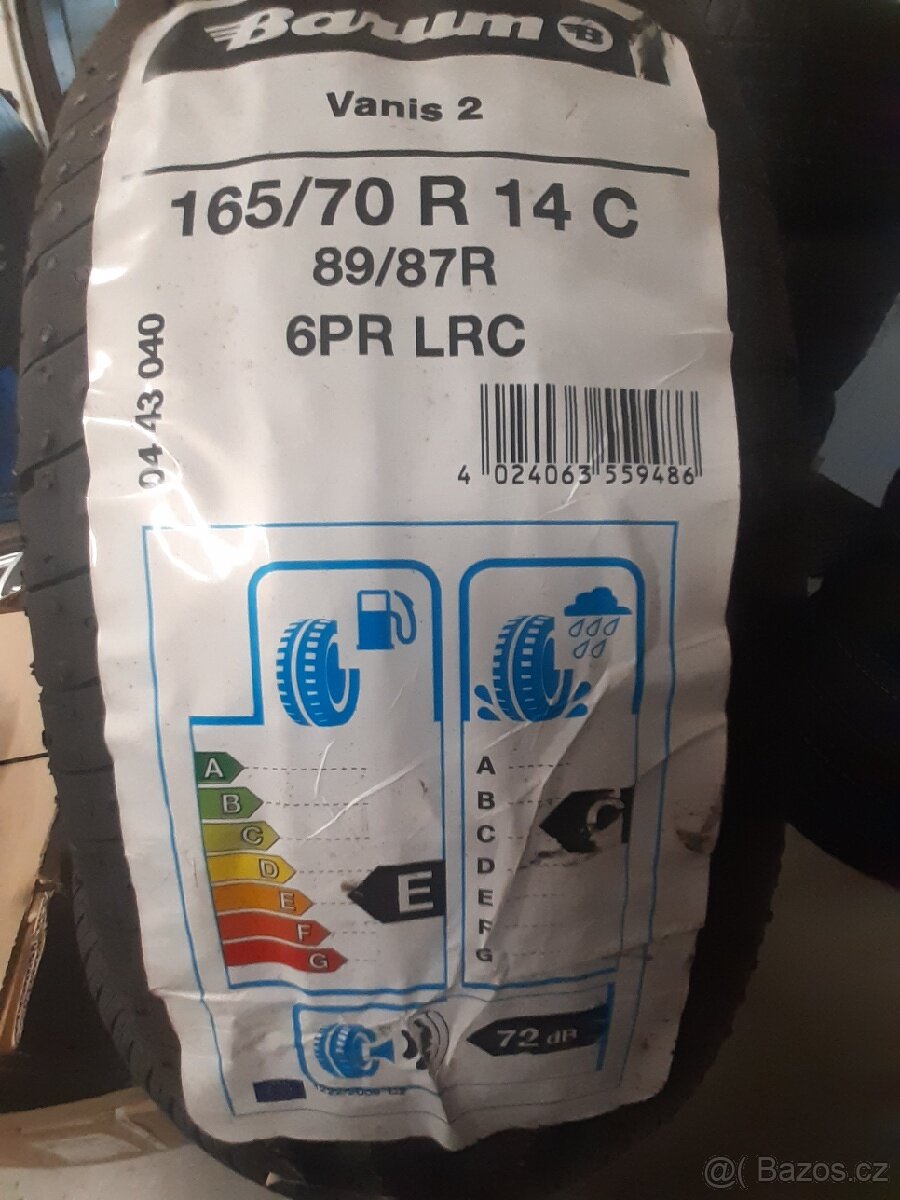 Barum B
Vanis 2
165/70 R 14 C
89/87R
6PR LRC
04 43 040
4 024063 559486
A
B
C
D
E
F
G
E
A
B
C
D
E
F
G
C
72 dB
@( Bazos.cz